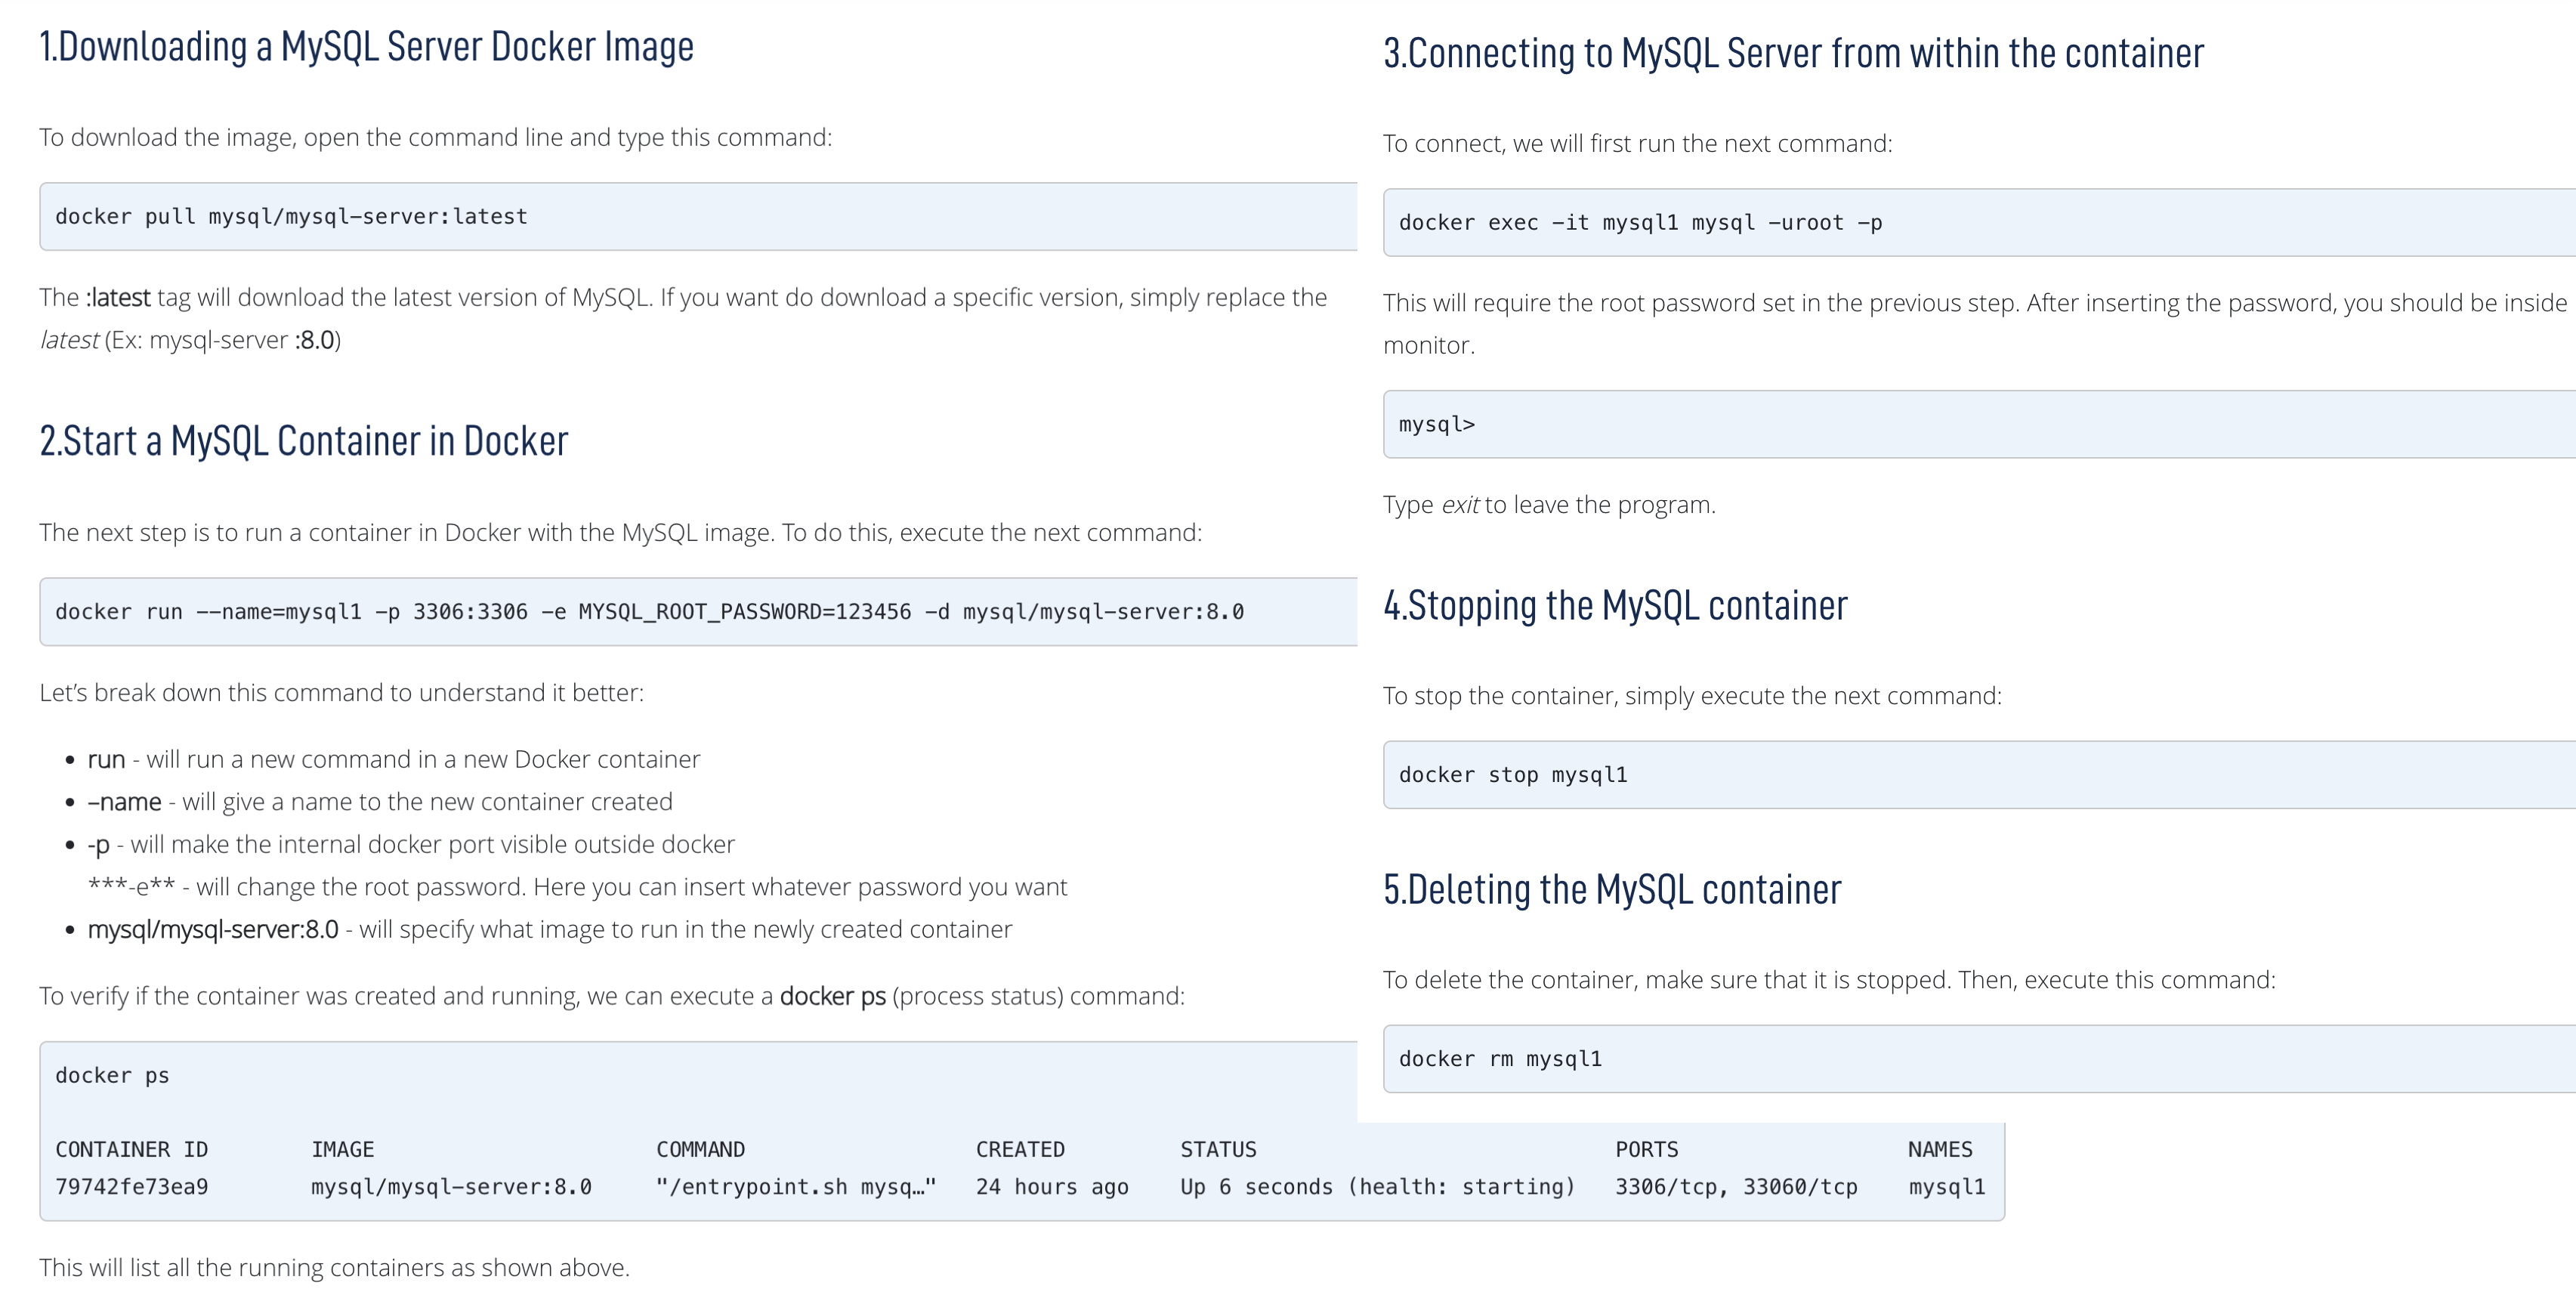 1.Downloading a MySQL Server Docker Image
To download the image, open the command line and type this command:
docker pull mysql/mysql-server:latest
The :latest tag will download the latest version of MySQL. If you want do download a specific version, simply replace the
latest (Ex: mysql-server :8.0)
2.Start a MySQL Container in Docker
The next step is to run a container in Docker with the MySQL image. To do this, execute the next command:
docker run --name=mysql1 -p 3306:3306 -e MYSQL_ROOT_PASSWORD=123456 -d mysql/mysql-server:8.0
Let’s break down this command to understand it better:
• run - will run a new command in a new Docker container
• –name - will give a name to the new container created
• -p - will make the internal docker port visible outside docker
***-e** - will change the root password. Here you can insert whatever password you want
• mysql/mysql-server:8.0 - will specify what image to run in the newly created container
To verify if the container was created and running, we can execute a docker ps (process status) command:
docker ps
CONTAINER ID IMAGE COMMAND CREATED STATUS PORTS NAMES
79742fe73ea9 mysql/mysql-server:8.0 "/entrypoint.sh mysq…" 24 hours ago Up 6 seconds (health: starting) 3306/tcp, 33060/tcp mysql1
This will list all the running containers as shown above.
3.Connecting to MySQL Server from within the container
To connect, we will first run the next command:
docker exec -it mysql1 mysql -uroot -p
This will require the root password set in the previous step. After inserting the password, you should be inside
monitor.
mysql>
Type exit to leave the program.
4.Stopping the MySQL container
To stop the container, simply execute the next command:
docker stop mysql1
5.Deleting the MySQL container
To delete the container, make sure that it is stopped. Then, execute this command:
docker rm mysql1